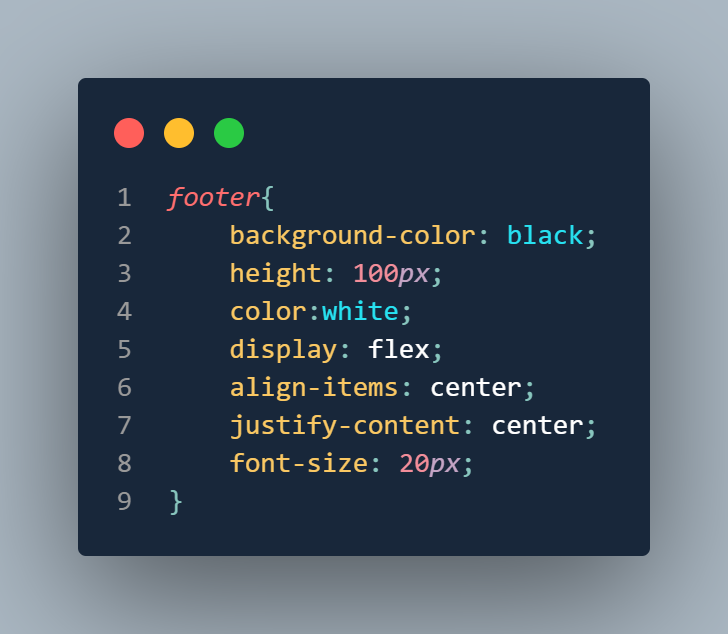 1 footer{
2     background-color: black;
3     height: 100px;
4     color:white;
5     display: flex;
6     align-items: center;
7     justify-content: center;
8     font-size: 20px;
9 }